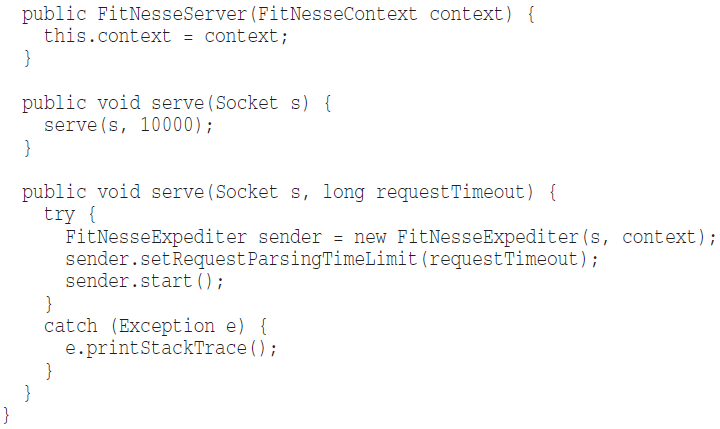 public FitNesseServer(FitNesseContext context) {
this.context = context;
}
public void serve(Socket s) {
serve(s, 10000);
}
public void serve(Socket s, long requestTimeout) {
try {
FitNesseExpediter sender = new FitNesseExpediter(s, context);
sender.setRequestParsingTimeLimit(requestTimeout);
sender.start();
}
catch (Exception e) {
e.printStackTrace();
}
}
}